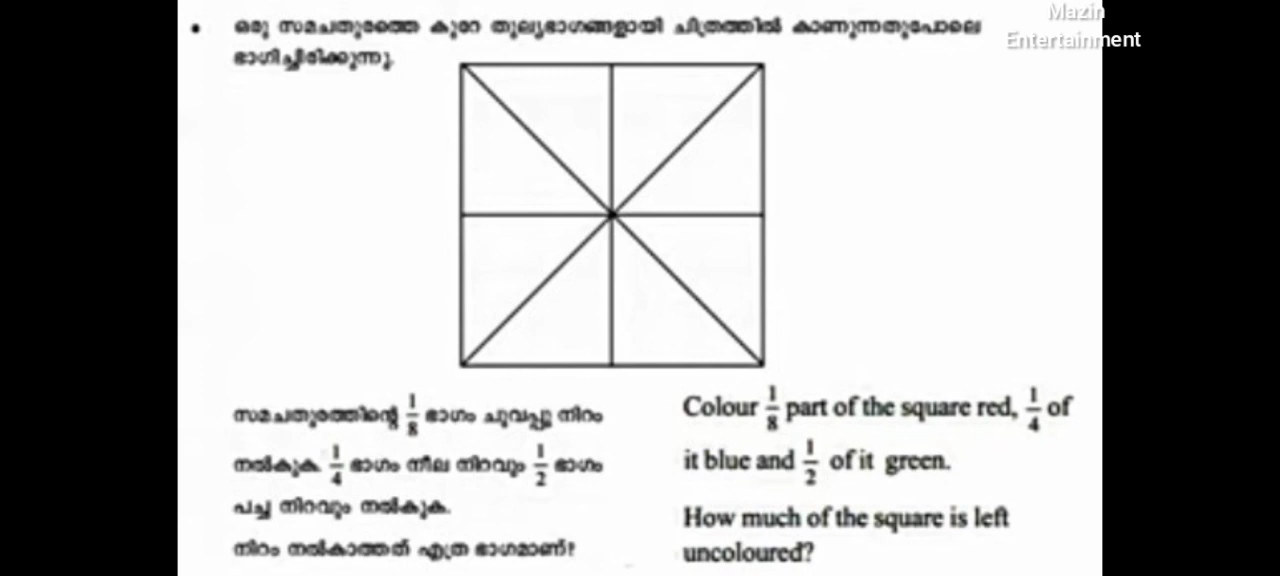 Mazin
Entertainment
• ഒരു സമചതുരത്തെ കുറേ തുല്യഭാഗങ്ങളായി ചിത്രത്തിൽ കാണുന്നതുപോലെ
ഭാഗിച്ചിരിക്കുന്നു.
സമചതുരത്തിന്റെ 1/8 ഭാഗം ചുവപ്പു നിറം
നൽകുക. 1/4 ഭാഗം നീല നിറവും 1/2 ഭാഗം
പച്ച നിറവും നൽകുക.
നിറം നൽകാത്തത് എത്ര ഭാഗമാണ്?
Colour 1/8 part of the square red, 1/4 of
it blue and 1/2 of it green.
How much of the square is left
uncoloured?